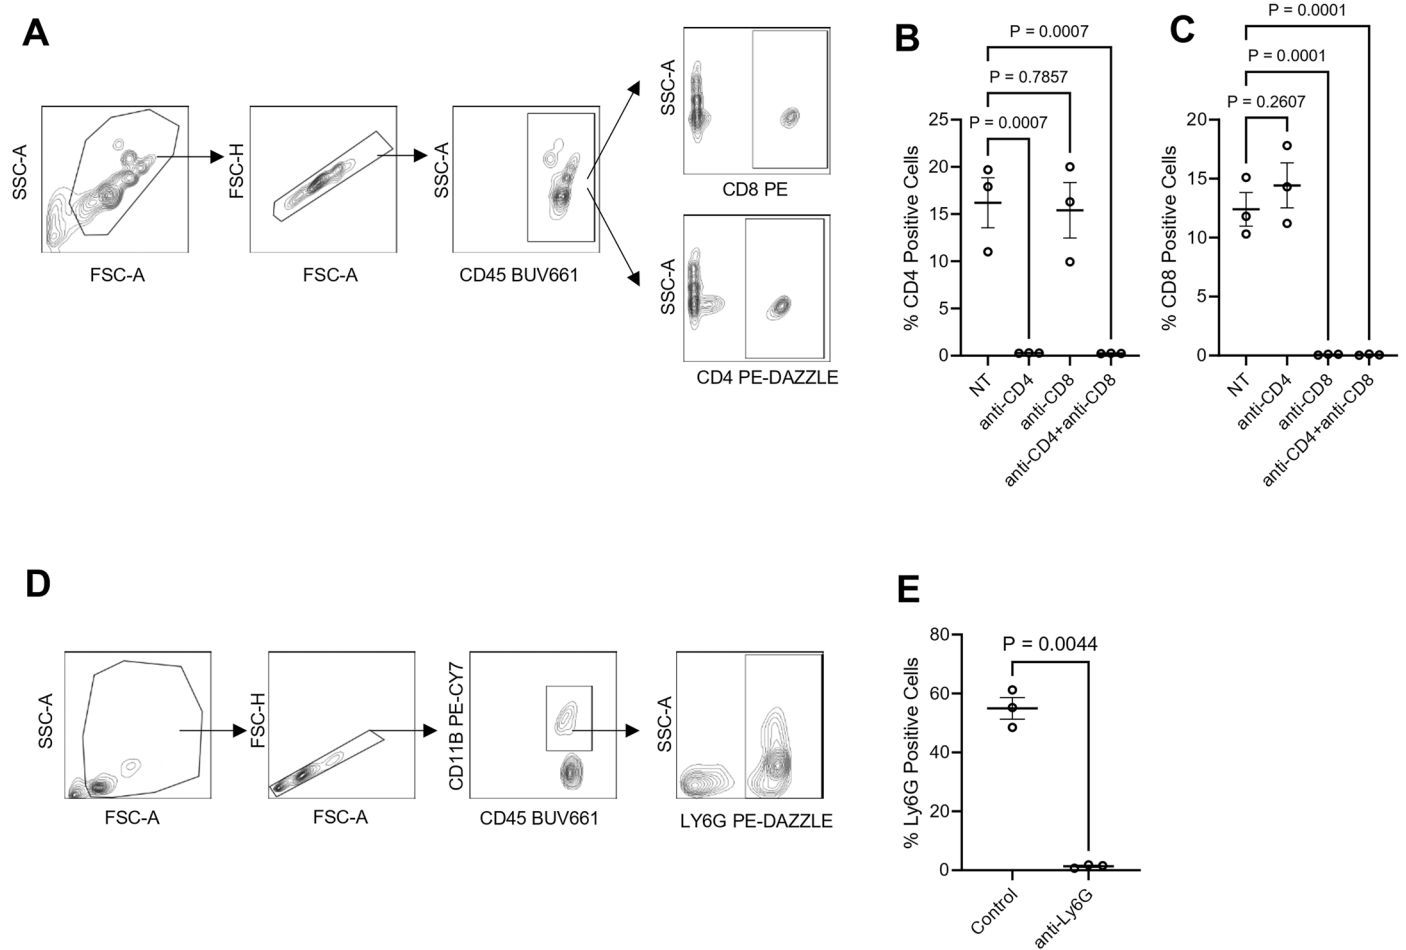 A
SSC-A
FSC-A
FSC-H
FSC-A
SSC-A
CD45 BUV661
SSC-A
CD8 PE
SSC-A
CD4 PE-DAZZLE
B
P = 0.0007
P = 0.7857
P = 0.0007
% CD4 Positive Cells
25
20
15
10
5
0
NT
anti-CD4
anti-CD8
anti-CD4+anti-CD8
C
P = 0.0001
P = 0.0001
P = 0.2607
% CD8 Positive Cells
20
15
10
5
0
NT
anti-CD4
anti-CD8
anti-CD4+anti-CD8
D
SSC-A
FSC-A
FSC-H
FSC-A
CD11B PE-CY7
CD45 BUV661
SSC-A
LY6G PE-DAZZLE
E
P = 0.0044
% Ly6G Positive Cells
80
60
40
20
0
Control
anti-Ly6G